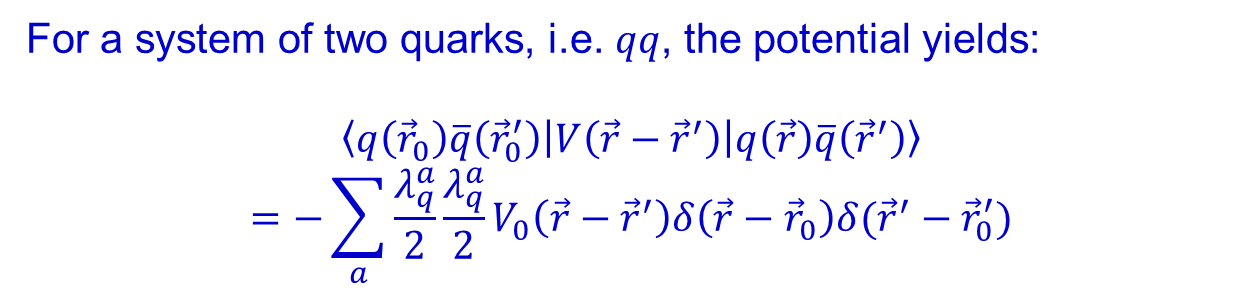 For a system of two quarks, i.e. 𝑞𝑞, the potential yields:
⟨𝑞(𝑟⃗₀)𝑞̄(𝑟⃗₀′)|𝑉(𝑟⃗ − 𝑟⃗′)|𝑞(𝑟⃗)𝑞̄(𝑟⃗′)⟩
= − ∑ₐ (λ_q^a / 2) (λ_q^a / 2) 𝑉₀(𝑟⃗ − 𝑟⃗′)𝛿(𝑟⃗ − 𝑟⃗₀)𝛿(𝑟⃗′ − 𝑟⃗₀′)